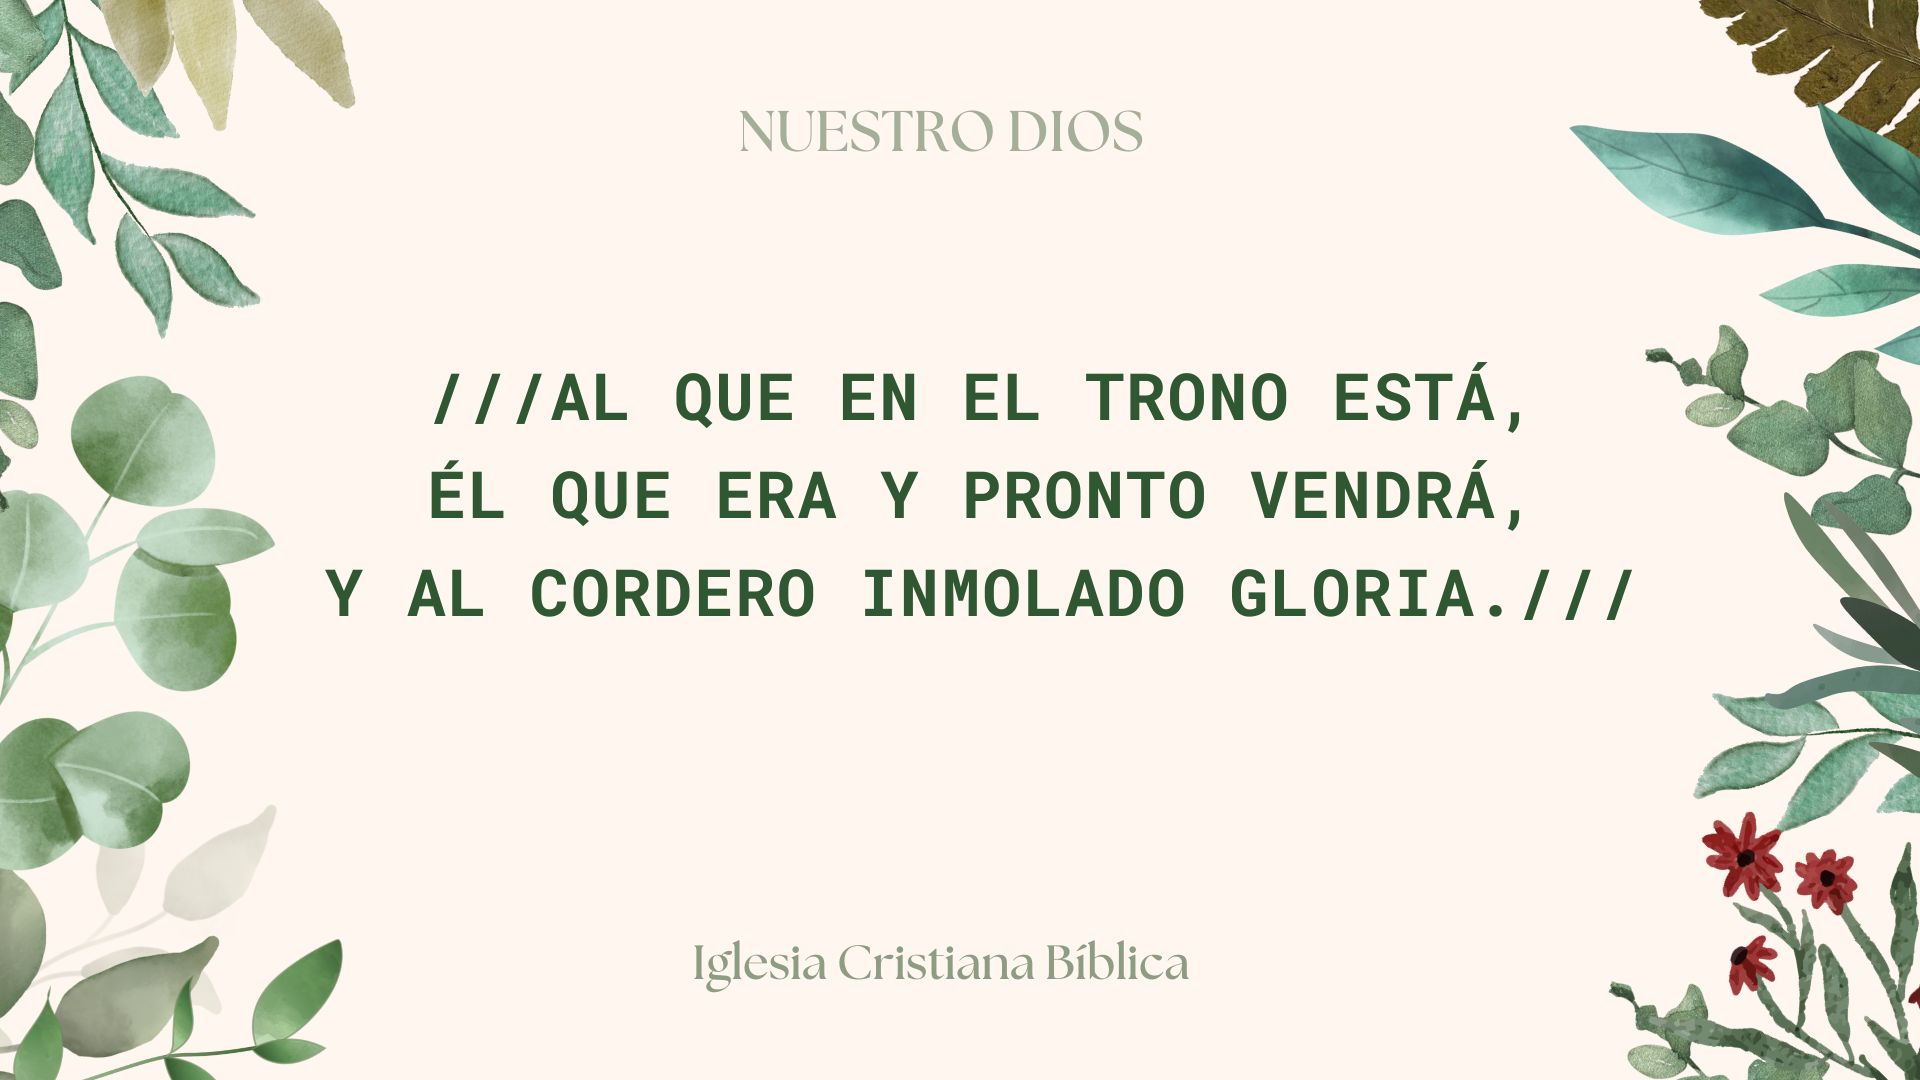 NUESTRO DIOS
///AL QUE EN EL TRONO ESTÁ,
ÉL QUE ERA Y PRONTO VENDRÁ,
Y AL CORDERO INMOLADO GLORIA.///
Iglesia Cristiana Bíblica